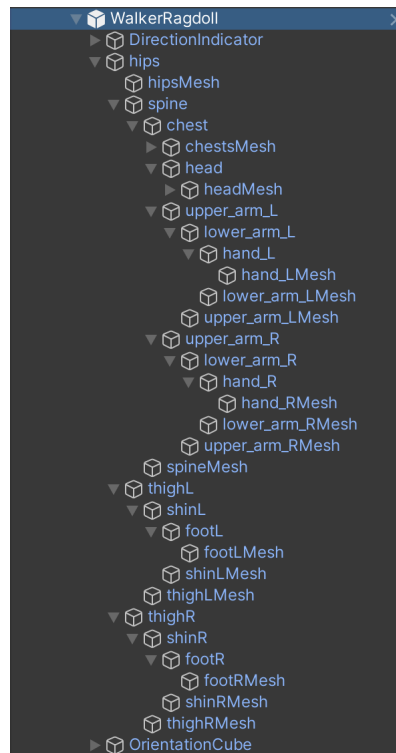 WalkerRagdoll
DirectionIndicator
hips
hipsMesh
spine
chest
chestsMesh
head
headMesh
upper_arm_L
lower_arm_L
hand_L
hand_LMesh
lower_arm_LMesh
upper_arm_LMesh
upper_arm_R
lower_arm_R
hand_R
hand_RMesh
lower_arm_RMesh
upper_arm_RMesh
spineMesh
thighL
shinL
footL
footLMesh
shinLMesh
thighLMesh
thighR
shinR
footR
footRMesh
shinRMesh
thighRMesh
OrientationCube